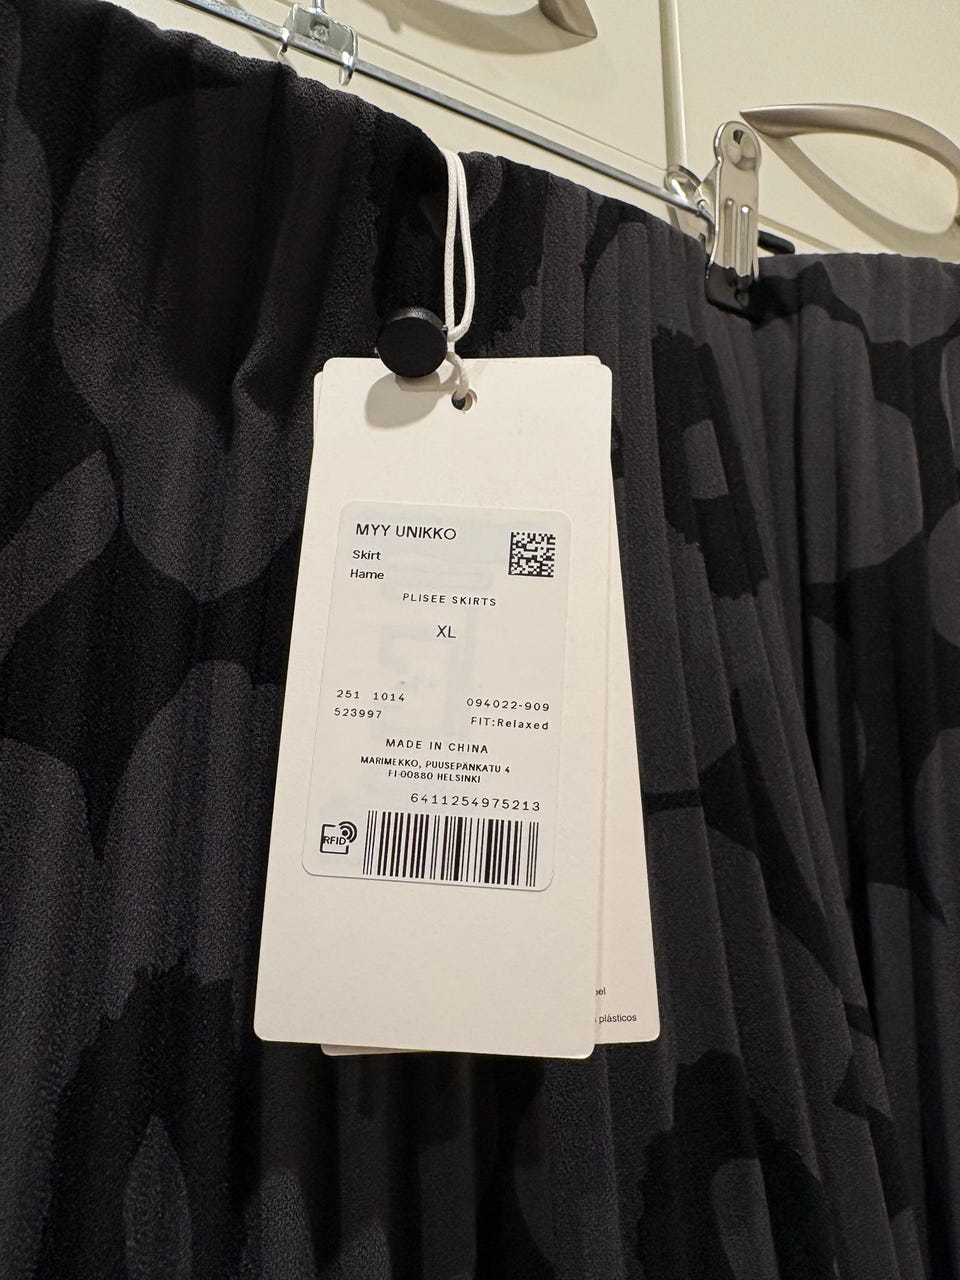 MYY UNIKKO
Skirt
Hame
PLISEE SKIRTS
XL
251 1014
523997
094022-909
FIT:Relaxed
MADE IN CHINA
MARIMEKKO, PUUSEPÄNKATU 4
FI-00880 HELSINKI
6411254975213
RFID
plásticos